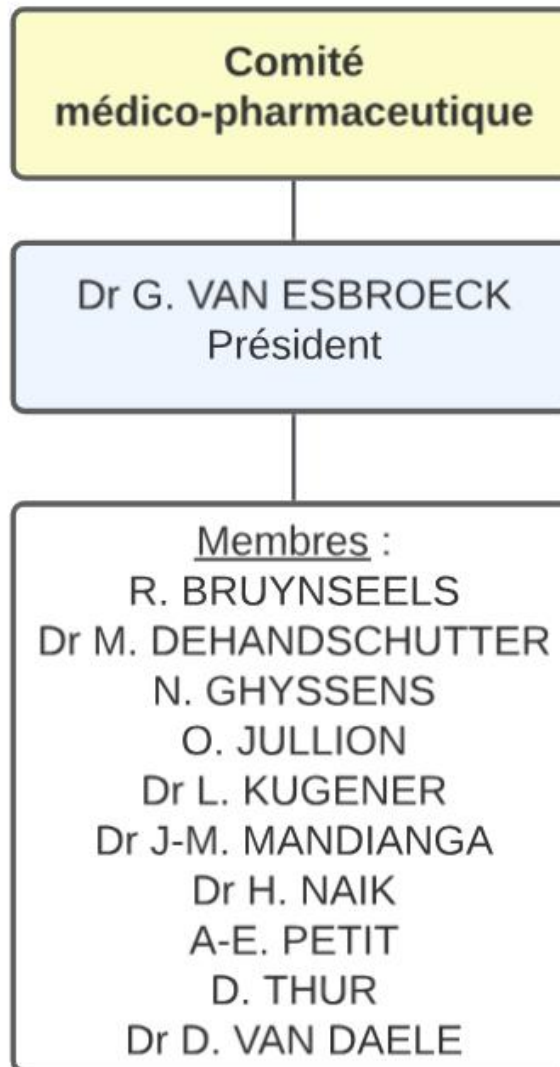 Comité
médico-pharmaceutique
Dr G. VAN ESBROECK
Président
Membres :
R. BRUYNSEELS
Dr M. DEHANDSCHUTTER
N. GHYSSENS
O. JULLION
Dr L. KUGENER
Dr J-M. MANDIANGA
Dr H. NAIK
A-E. PETIT
D. THUR
Dr D. VAN DAELE